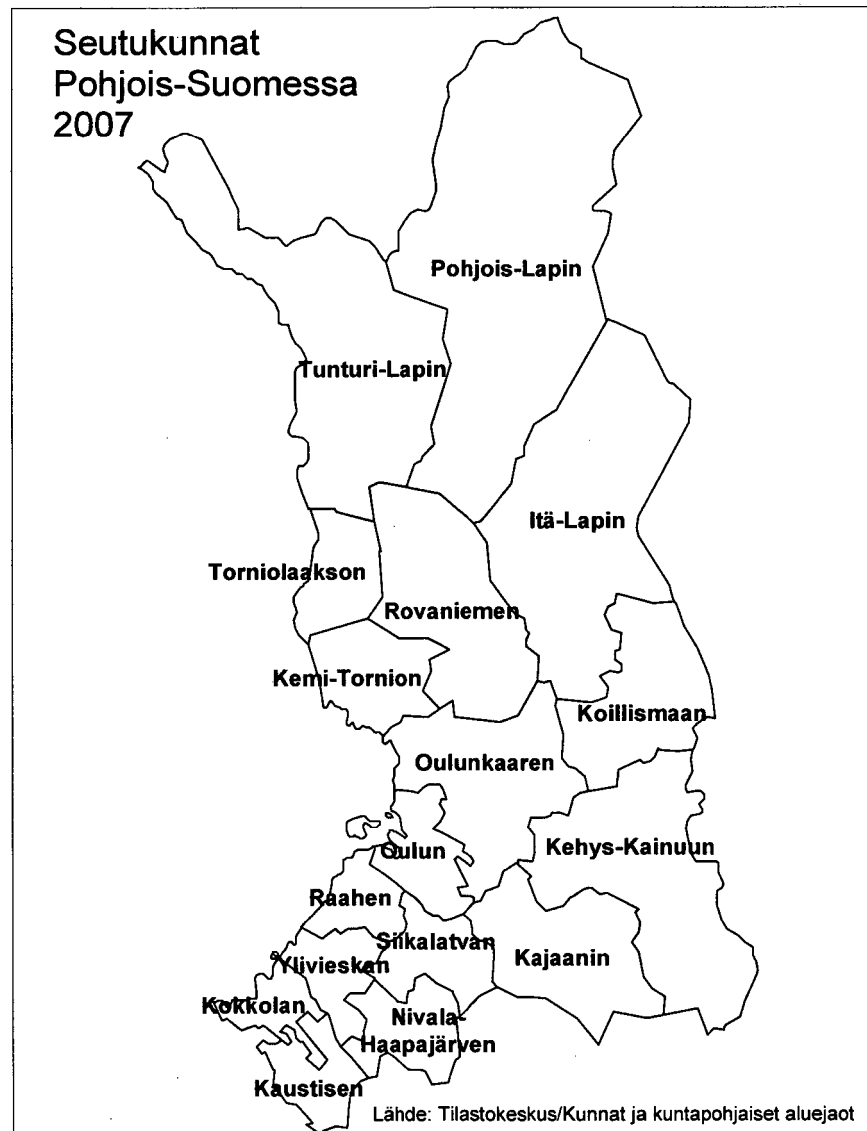 Seutukunnat
Pohjois-Suomessa
2007
Pohjois-Lapin
Tunturi-Lapin
Itä-Lapin
Torniolaakson
Rovaniemen
Kemi-Tornion
Koillismaan
Oulunkaaren
Oulun
Kehys-Kainuun
Raahen
Siikalatvan
Ylivieskan
Kajaanin
Kokkolan
Nivala-
Haapajärven
Kaustisen
Lähde: Tilastokeskus/Kunnat ja kuntapohjaiset aluejaot